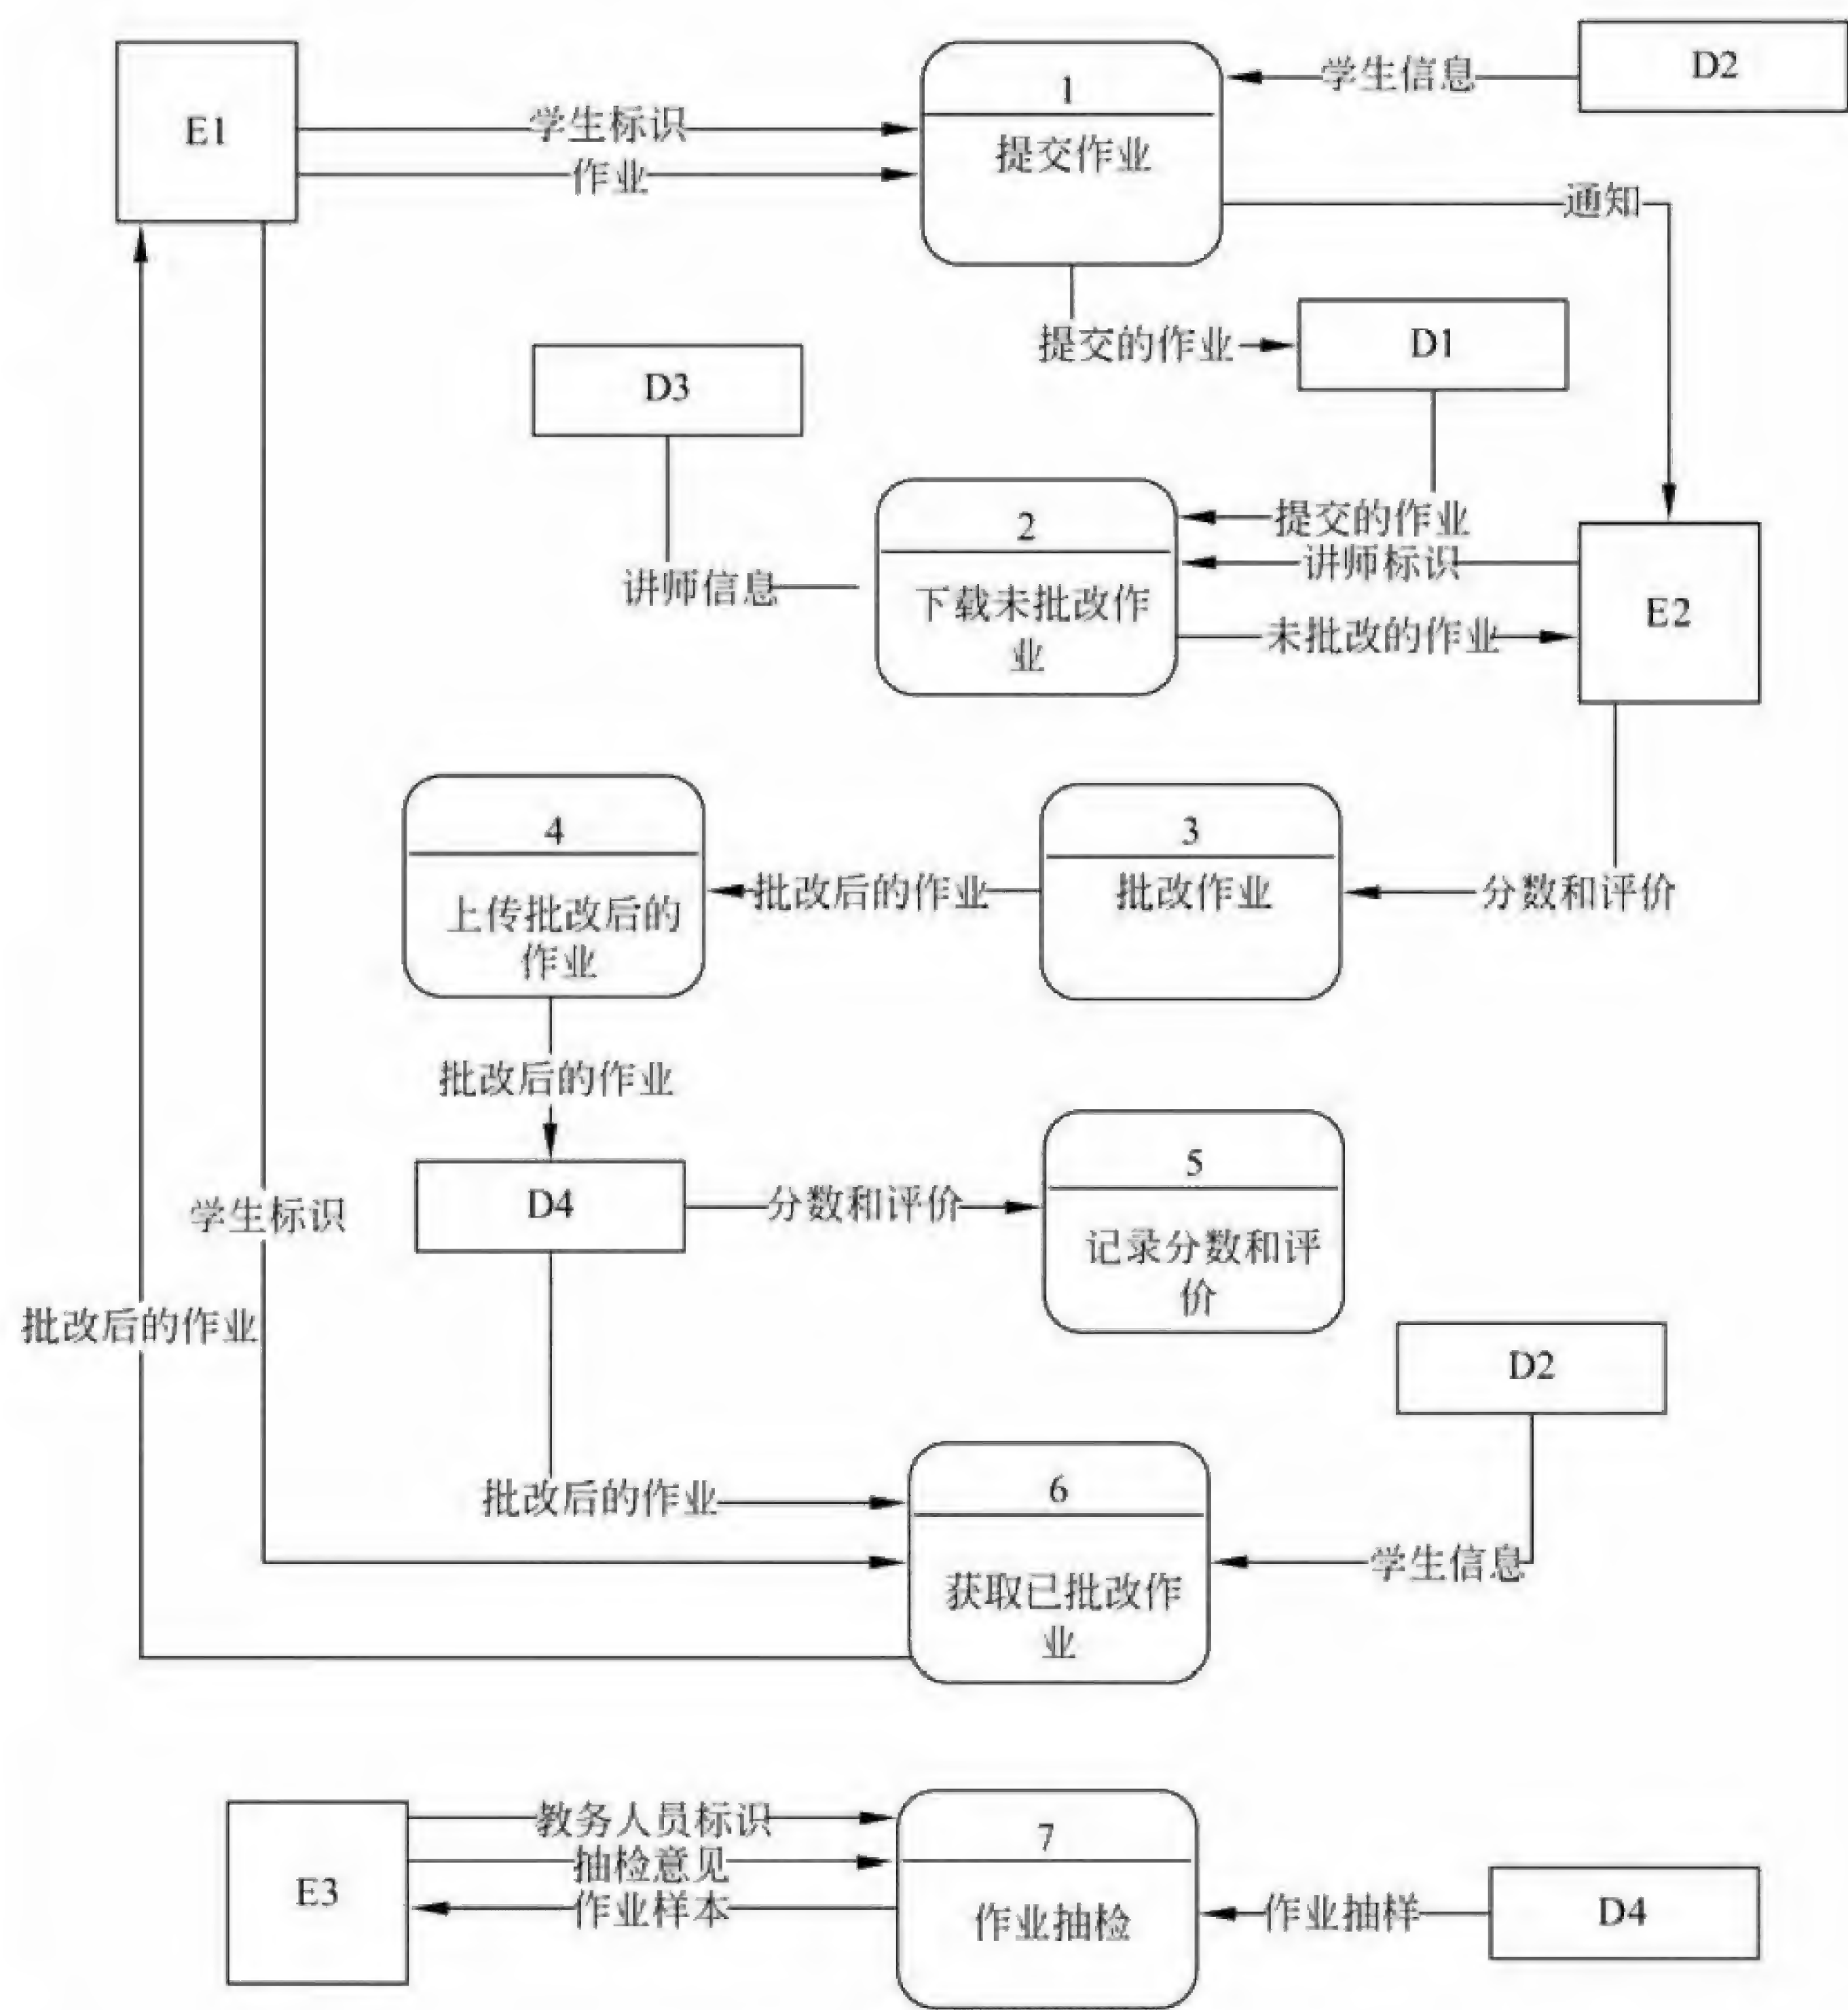 E1
学生标识
作业
1
提交作业
学生信息
D2
通知
提交的作业
D1
D3
讲师信息
2
下载未批改作
业
提交的作业
讲师标识
未批改的作业
E2
4
上传批改后的
作业
批改后的作业
3
批改作业
分数和评价
批改后的作业
D4
分数和评价
5
记录分数和评
价
学生标识
批改后的作业
D2
批改后的作业
6
获取已批改作
业
学生信息
E3
教务人员标识
抽检意见
作业样本
7
作业抽检
作业抽样
D4